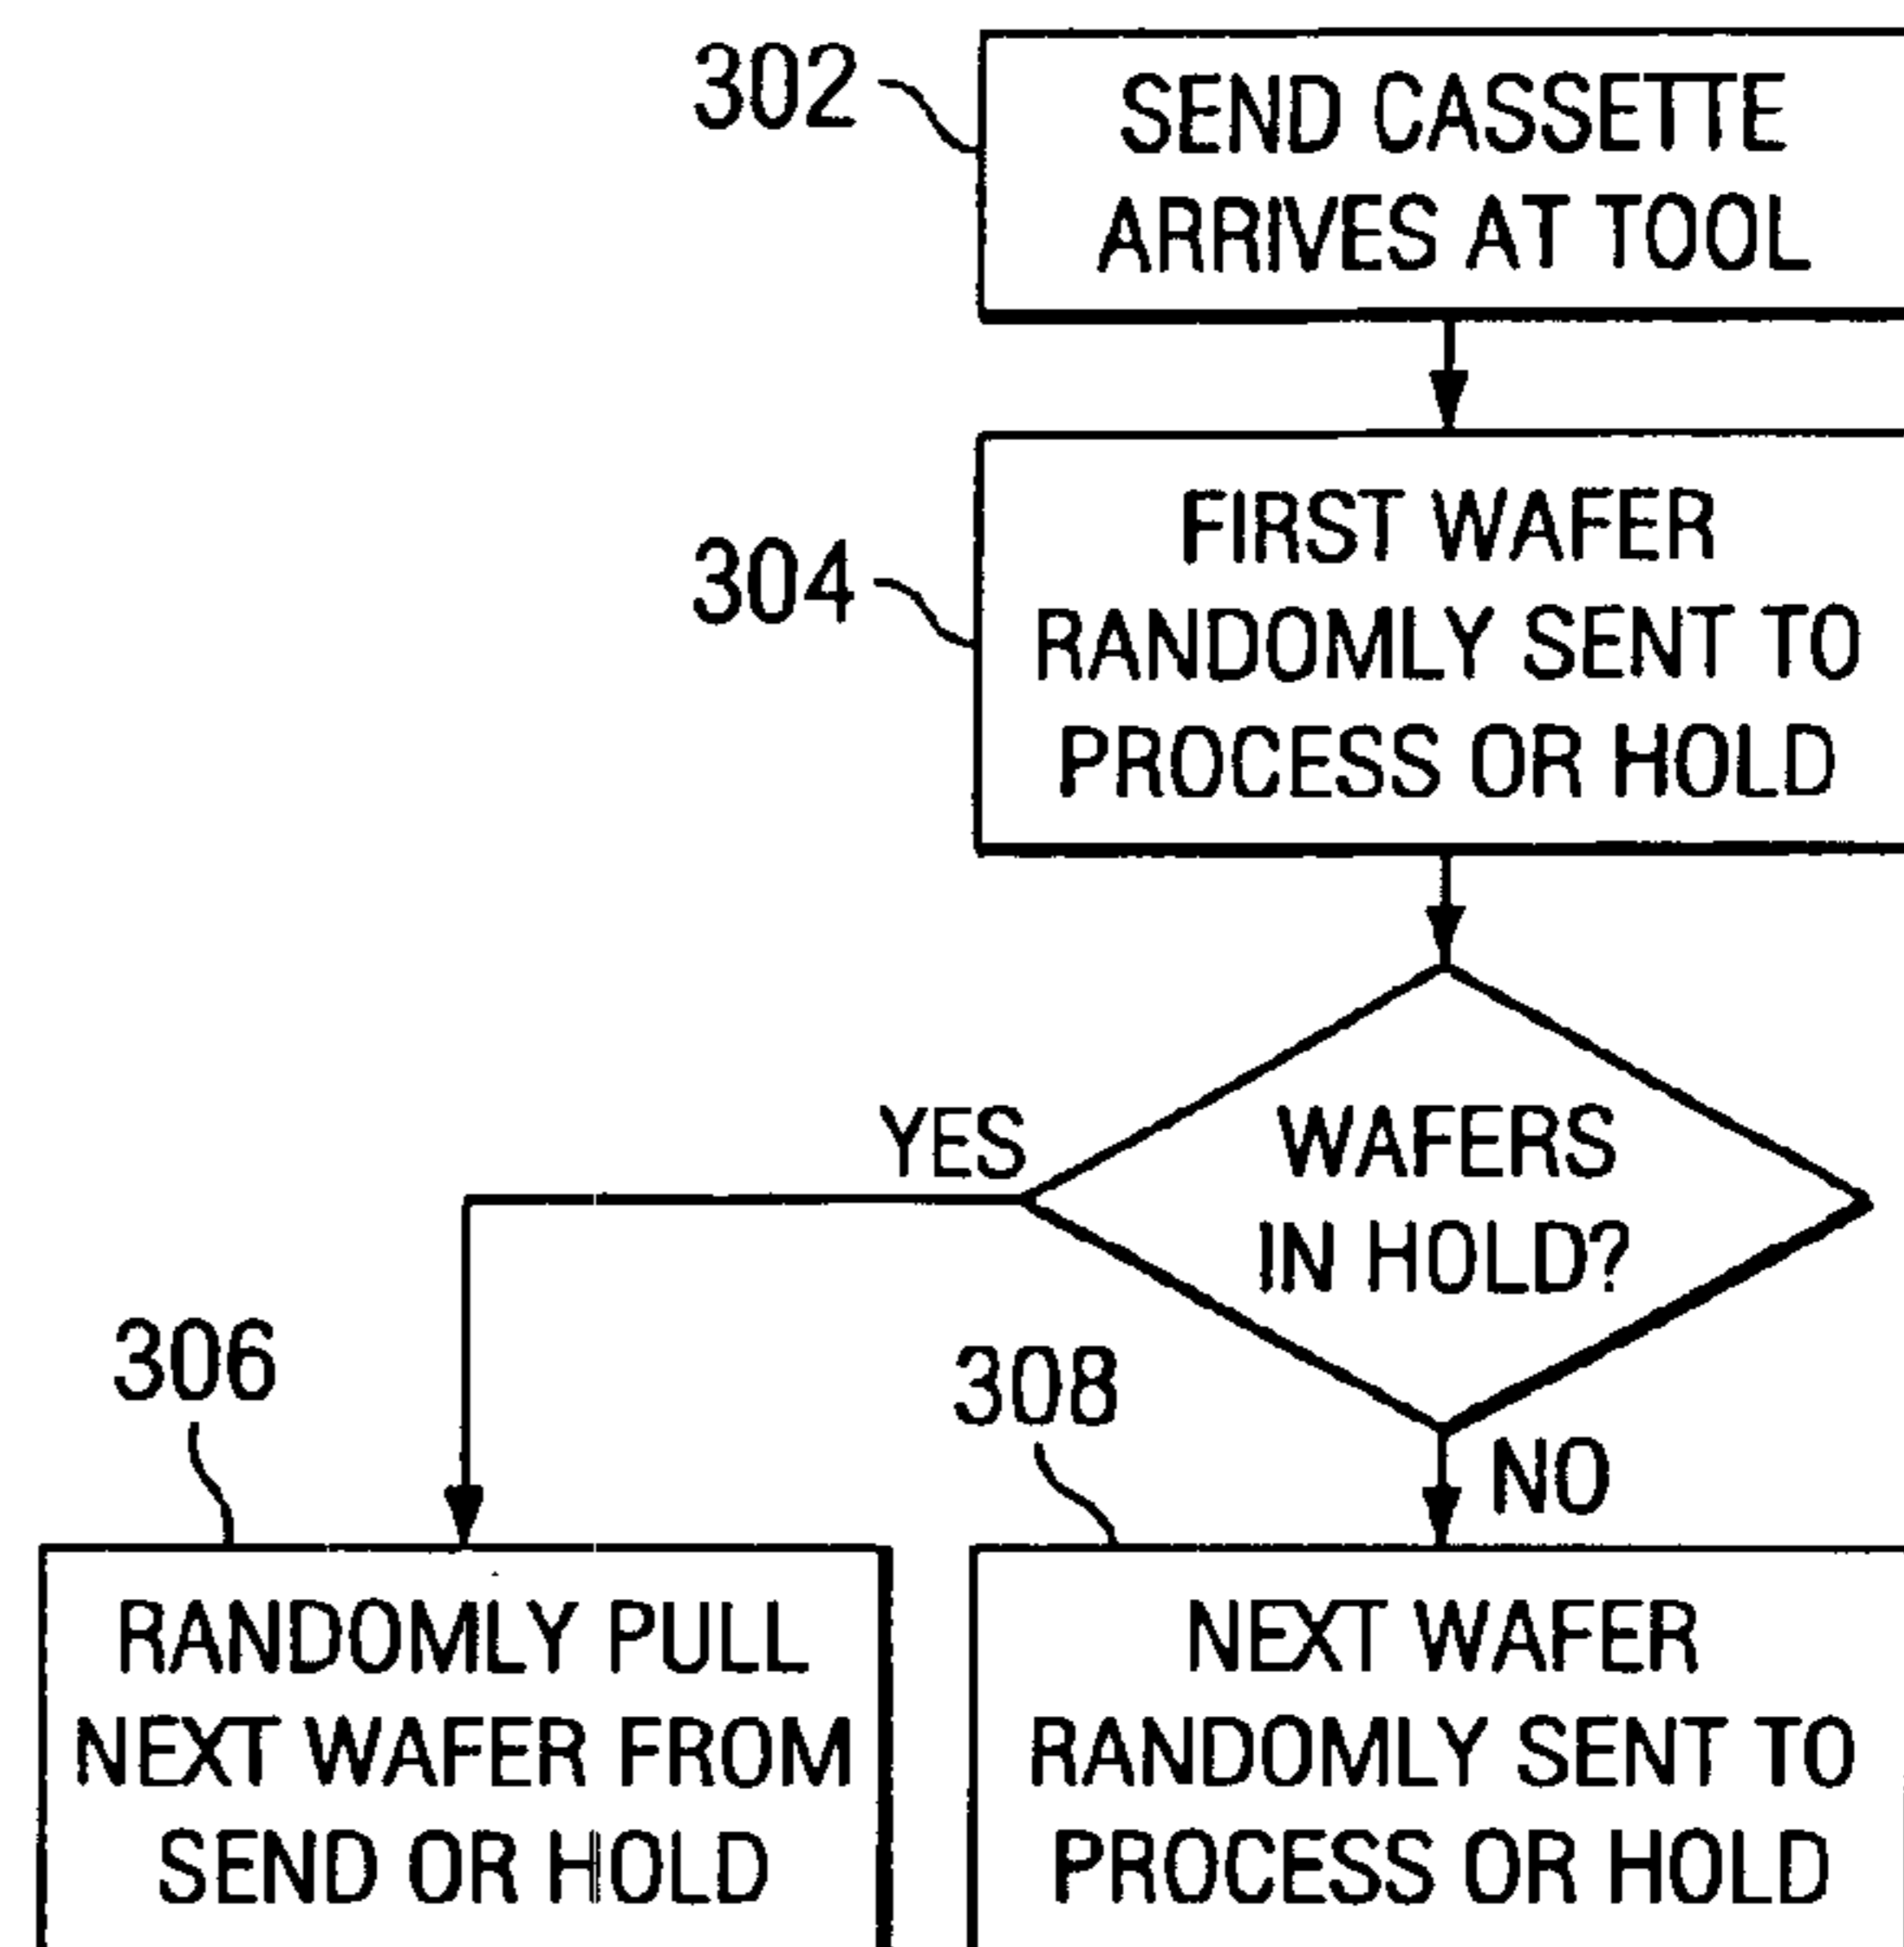 302
SEND CASSETTE
ARRIVES AT TOOL
304
FIRST WAFER
RANDOMLY SENT TO
PROCESS OR HOLD
YES
WAFERS
IN HOLD?
306
308
NO
RANDOMLY PULL
NEXT WAFER FROM
SEND OR HOLD
NEXT WAFER
RANDOMLY SENT TO
PROCESS OR HOLD